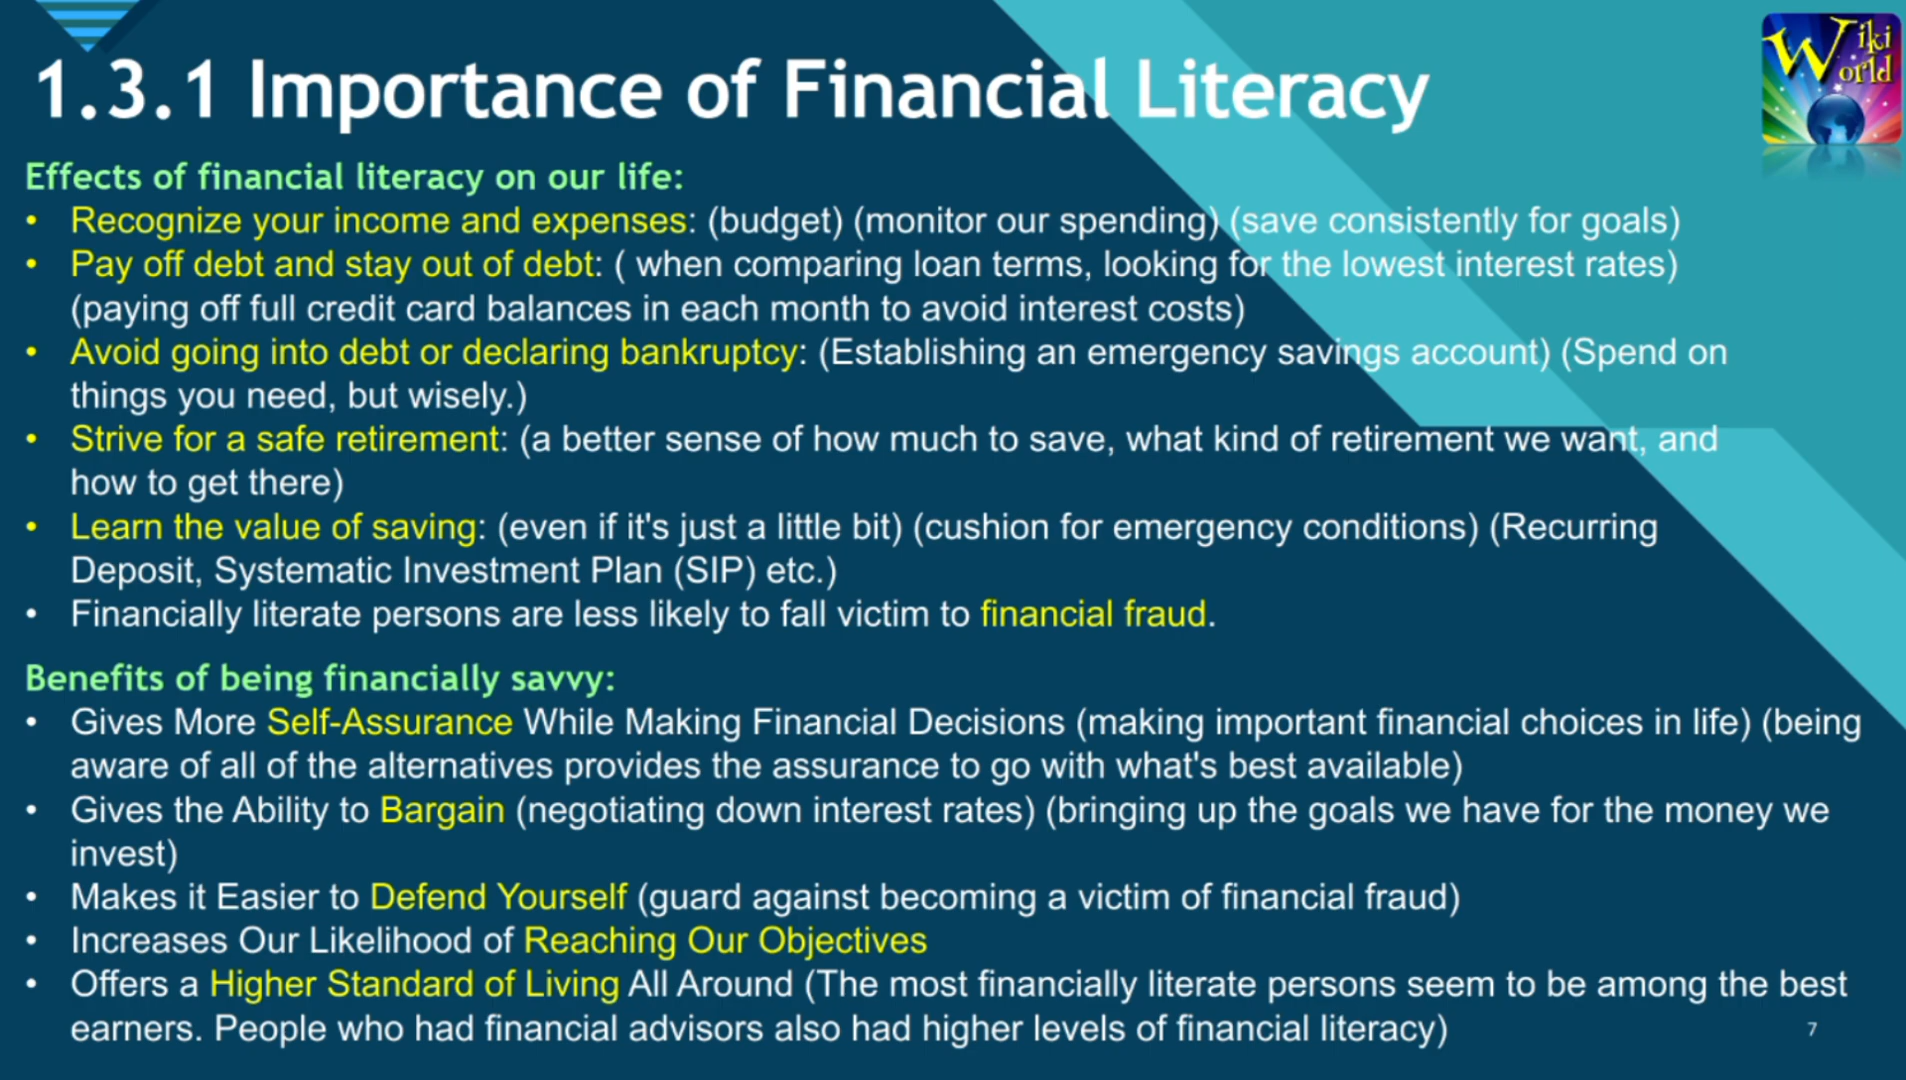 1.3.1 Importance of Financial Literacy
Wiki
World
Effects of financial literacy on our life:
• Recognize your income and expenses: (budget) (monitor our spending) (save consistently for goals)
• Pay off debt and stay out of debt: ( when comparing loan terms, looking for the lowest interest rates)
(paying off full credit card balances in each month to avoid interest costs)
• Avoid going into debt or declaring bankruptcy: (Establishing an emergency savings account) (Spend on
things you need, but wisely.)
• Strive for a safe retirement: (a better sense of how much to save, what kind of retirement we want, and
how to get there)
• Learn the value of saving: (even if it's just a little bit) (cushion for emergency conditions) (Recurring
Deposit, Systematic Investment Plan (SIP) etc.)
• Financially literate persons are less likely to fall victim to financial fraud.
Benefits of being financially savvy:
• Gives More Self-Assurance While Making Financial Decisions (making important financial choices in life) (being
aware of all of the alternatives provides the assurance to go with what's best available)
• Gives the Ability to Bargain (negotiating down interest rates) (bringing up the goals we have for the money we
invest)
• Makes it Easier to Defend Yourself (guard against becoming a victim of financial fraud)
• Increases Our Likelihood of Reaching Our Objectives
• Offers a Higher Standard of Living All Around (The most financially literate persons seem to be among the best
earners. People who had financial advisors also had higher levels of financial literacy)
7